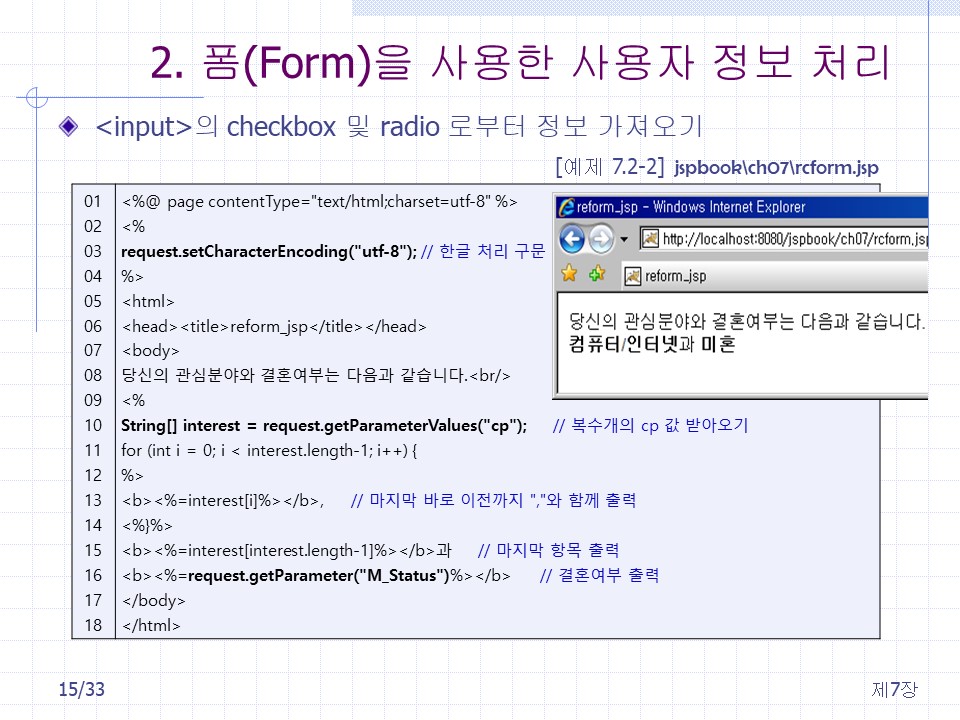 2. 폼(Form)을 사용한 사용자 정보 처리
<input>의 checkbox 및 radio 로부터 정보 가져오기
[예제 7.2-2] jspbook\ch07\rcform.jsp
01 <%@ page contentType="text/html;charset=utf-8" %>
02 <%
03 request.setCharacterEncoding("utf-8"); // 한글 처리 구문
04 %>
05 <html>
06 <head><title>reform_jsp</title></head>
07 <body>
08 당신의 관심분야와 결혼여부는 다음과 같습니다.<br/>
09 <%
10 String[] interest = request.getParameterValues("cp"); // 복수개의 cp 값 받아오기
11 for (int i = 0; i < interest.length-1; i++) {
12 %>
13 <b><%=interest[i]%></b>, // 마지막 바로 이전까지 ","와 함께 출력
14 <%}%>
15 <b><%=interest[interest.length-1]%></b>과 // 마지막 항목 출력
16 <b><%=request.getParameter("M_Status")%></b> // 결혼여부 출력
17 </body>
18 </html>
reform_jsp - Windows Internet Explorer
http://localhost:8080/jspbook/ch07/rcform.jsp
reform_jsp
당신의 관심분야와 결혼여부는 다음과 같습니다.
컴퓨터/인터넷과 미혼
15/33
제7장